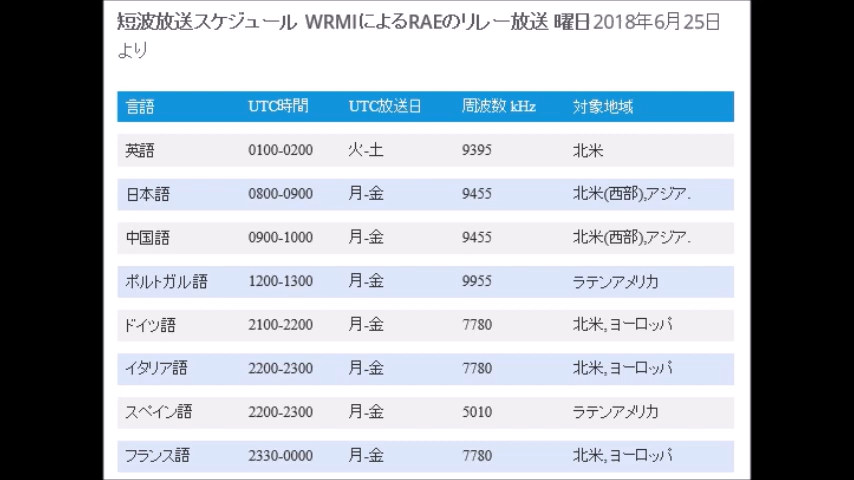 短波放送スケジュール WRMIによるRAEのリレー放送 曜日2018年6月25日
より
言語 UTC時間 UTC放送日 周波数 kHz 対象地域
英語 0100-0200 火-土 9395 北米
日本語 0800-0900 月-金 9455 北米(西部),アジア.
中国語 0900-1000 月-金 9455 北米(西部),アジア.
ポルトガル語 1200-1300 月-金 9955 ラテンアメリカ
ドイツ語 2100-2200 月-金 7780 北米,ヨーロッパ
イタリア語 2200-2300 月-金 7780 北米,ヨーロッパ
スペイン語 2200-2300 月-金 5010 ラテンアメリカ
フランス語 2330-0000 月-金 7780 北米,ヨーロッパ